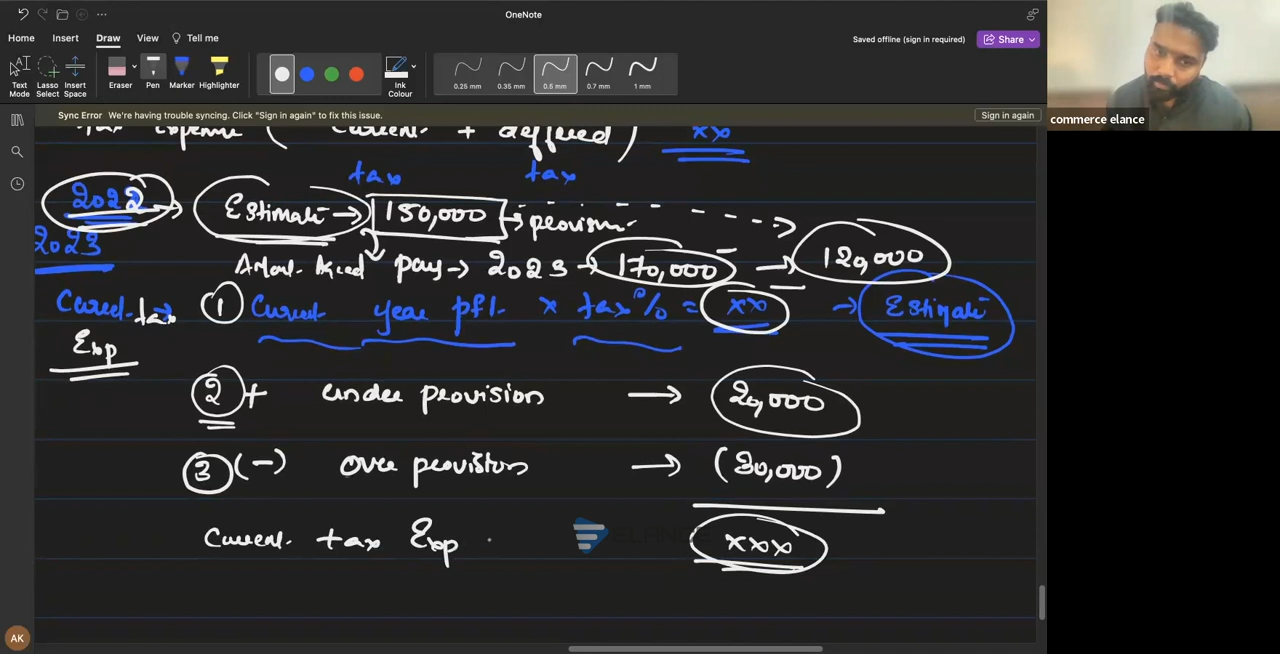 OneNote
Home Insert Draw View Tell me
Saved offline (sign in required) Share
Text Mode Lasso Select Insert Space Eraser Pen Marker Highlighter Ink Colour 0.25 mm 0.35 mm 0.5 mm 0.7 mm 1 mm
Sync Error We're having trouble syncing. Click "Sign in again" to fix this issue. Sign in again
commerce elance
tax expense ( Current + deffered ) xx
tax tax
2022 → Estimate → 150,000 → provision
2023
pay → 2023 → 170,000 → 120,000
tax → ① Current year pft. x tax % = xx → Estimate
Exp
② + under provision → 20,000
③ (-) over provision → (30,000)
Current tax Exp xxx
ELANCE
AK